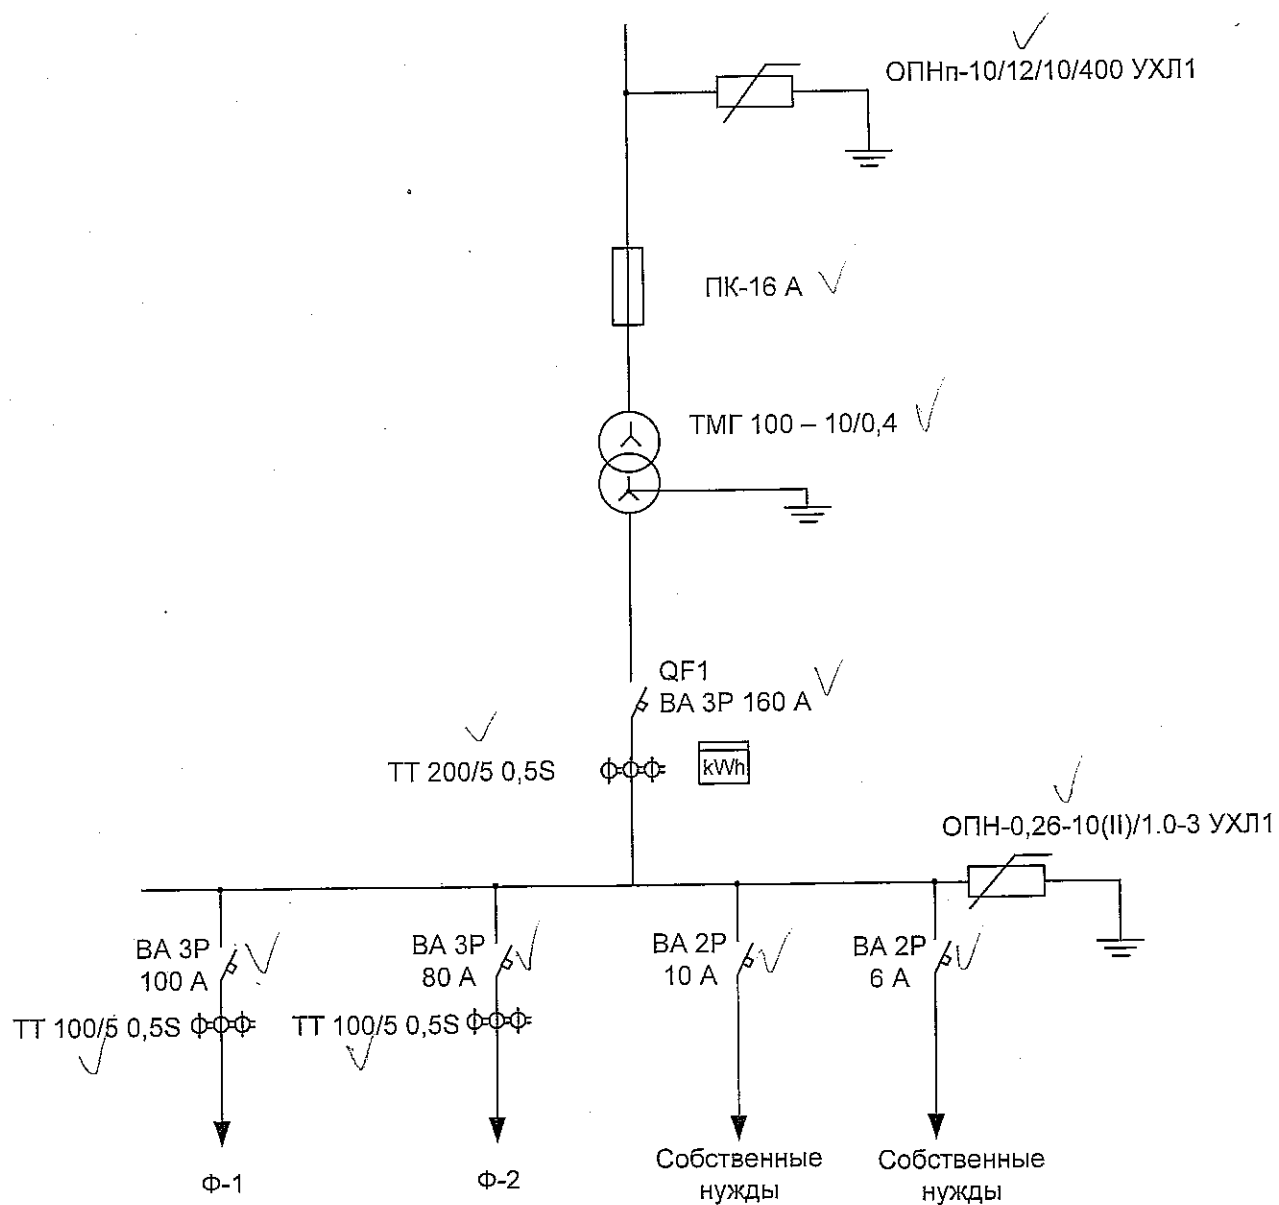 ОПНп-10/12/10/400 УХЛ1
ПК-16 А
ТМГ 100 – 10/0,4
QF1
ВА 3Р 160 А
ТТ 200/5 0,5S
kWh
ОПН-0,26-10(II)/1.0-3 УХЛ1
ВА 3Р
100 А
ВА 3Р
80 А
ВА 2Р
10 А
ВА 2Р
6 А
ТТ 100/5 0,5S
ТТ 100/5 0,5S
Ф-1
Ф-2
Собственные
нужды
Собственные
нужды